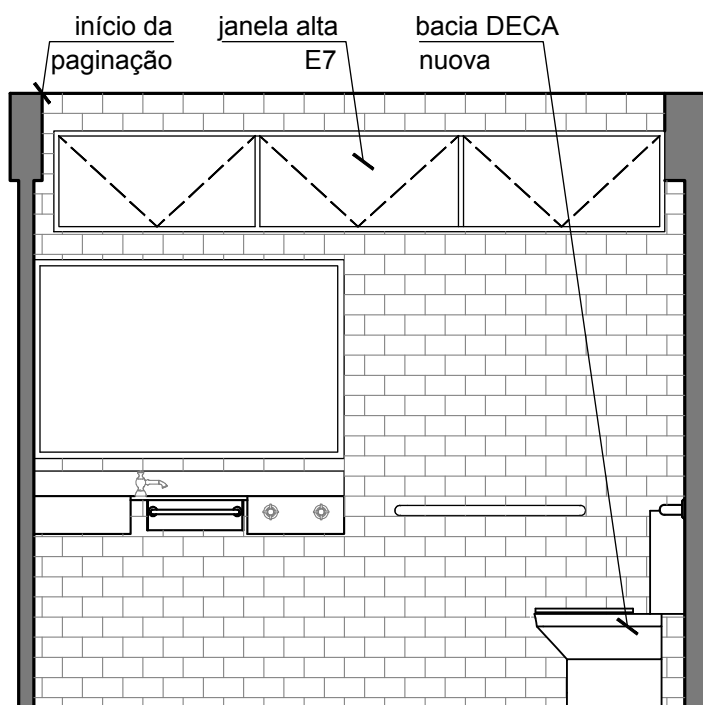 início da
paginação
janela alta
E7
bacia DECA
nuova